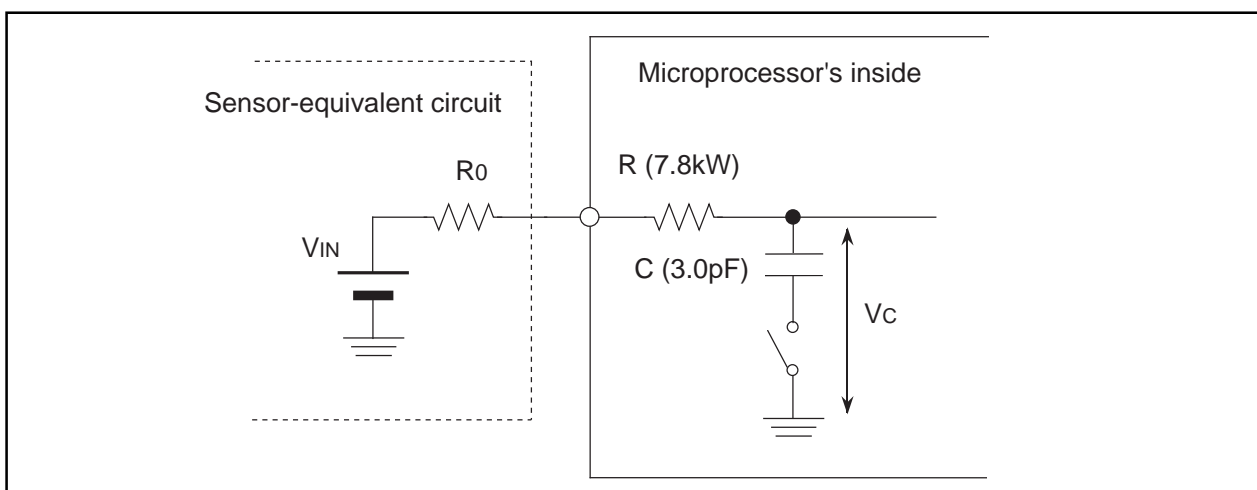 Microprocessor's inside
Sensor-equivalent circuit
R0
R (7.8kW)
VIN
C (3.0pF)
VC